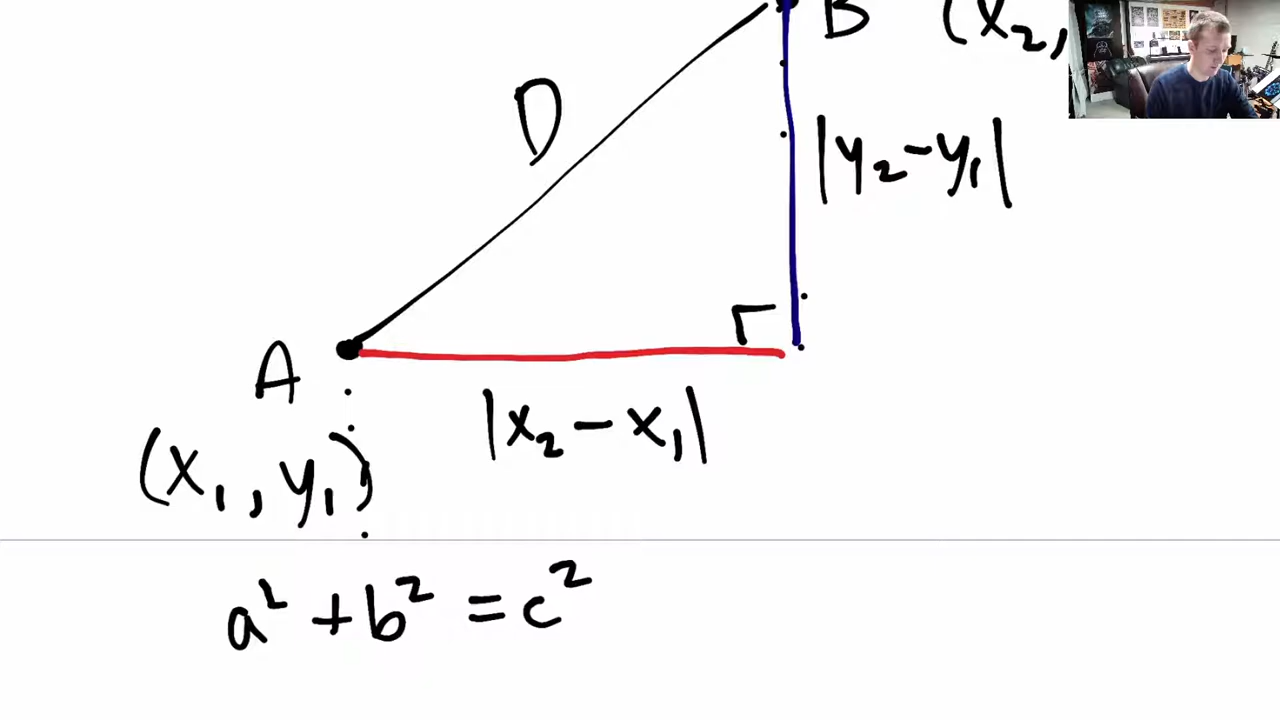 B (x₂,
D
|y₂-y₁|
A
|x₂-x₁|
(x₁,y₁)
a²+b²=c²